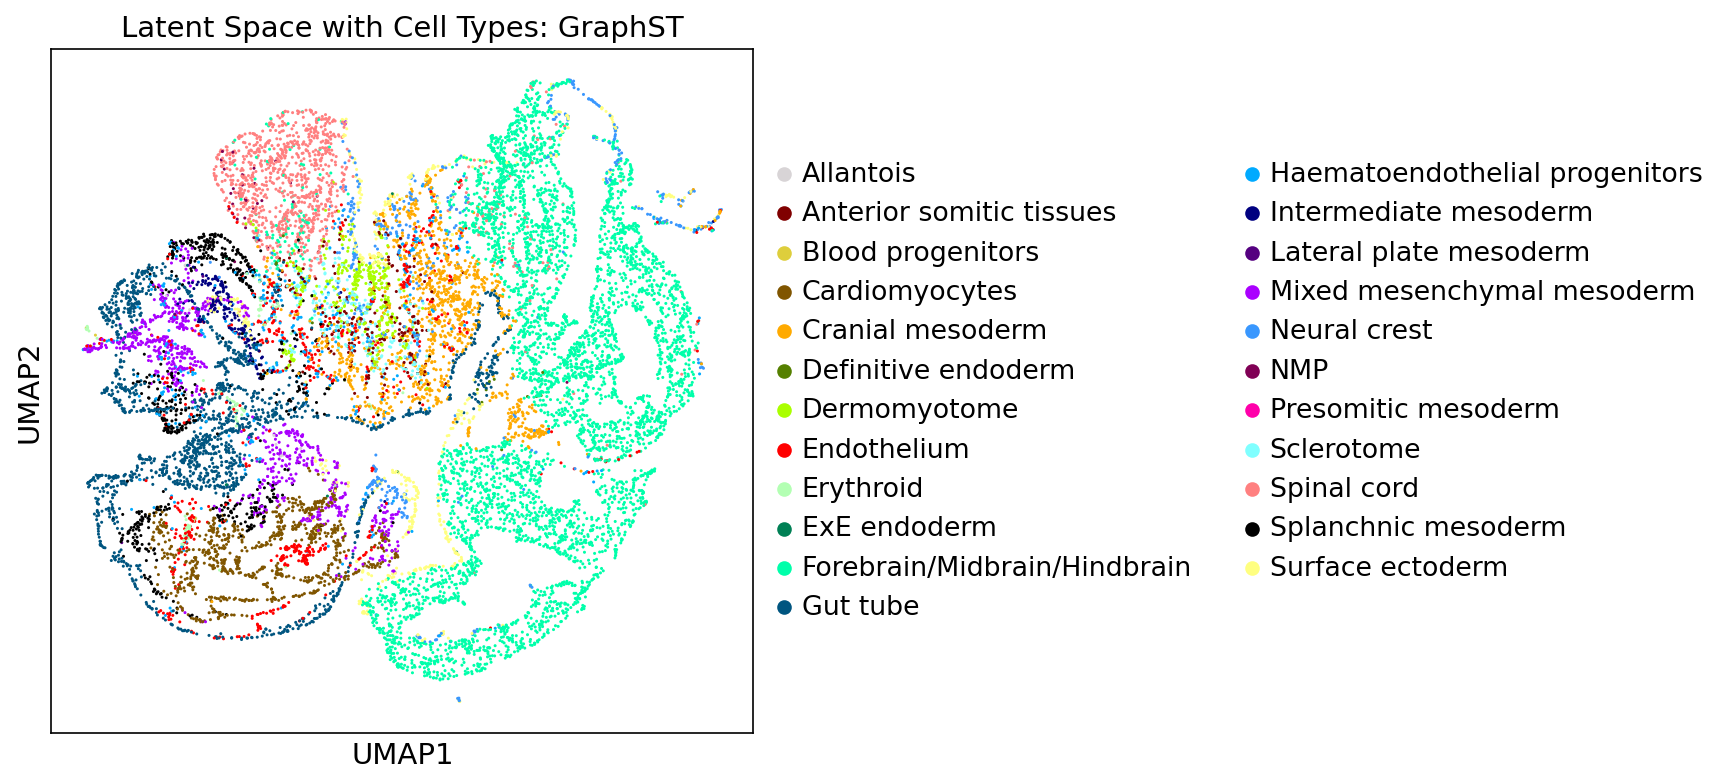 Latent Space with Cell Types: GraphST
UMAP2
UMAP1
Allantois
Anterior somitic tissues
Blood progenitors
Cardiomyocytes
Cranial mesoderm
Definitive endoderm
Dermomyotome
Endothelium
Erythroid
ExE endoderm
Forebrain/Midbrain/Hindbrain
Gut tube
Haematoendothelial progenitors
Intermediate mesoderm
Lateral plate mesoderm
Mixed mesenchymal mesoderm
Neural crest
NMP
Presomitic mesoderm
Sclerotome
Spinal cord
Splanchnic mesoderm
Surface ectoderm